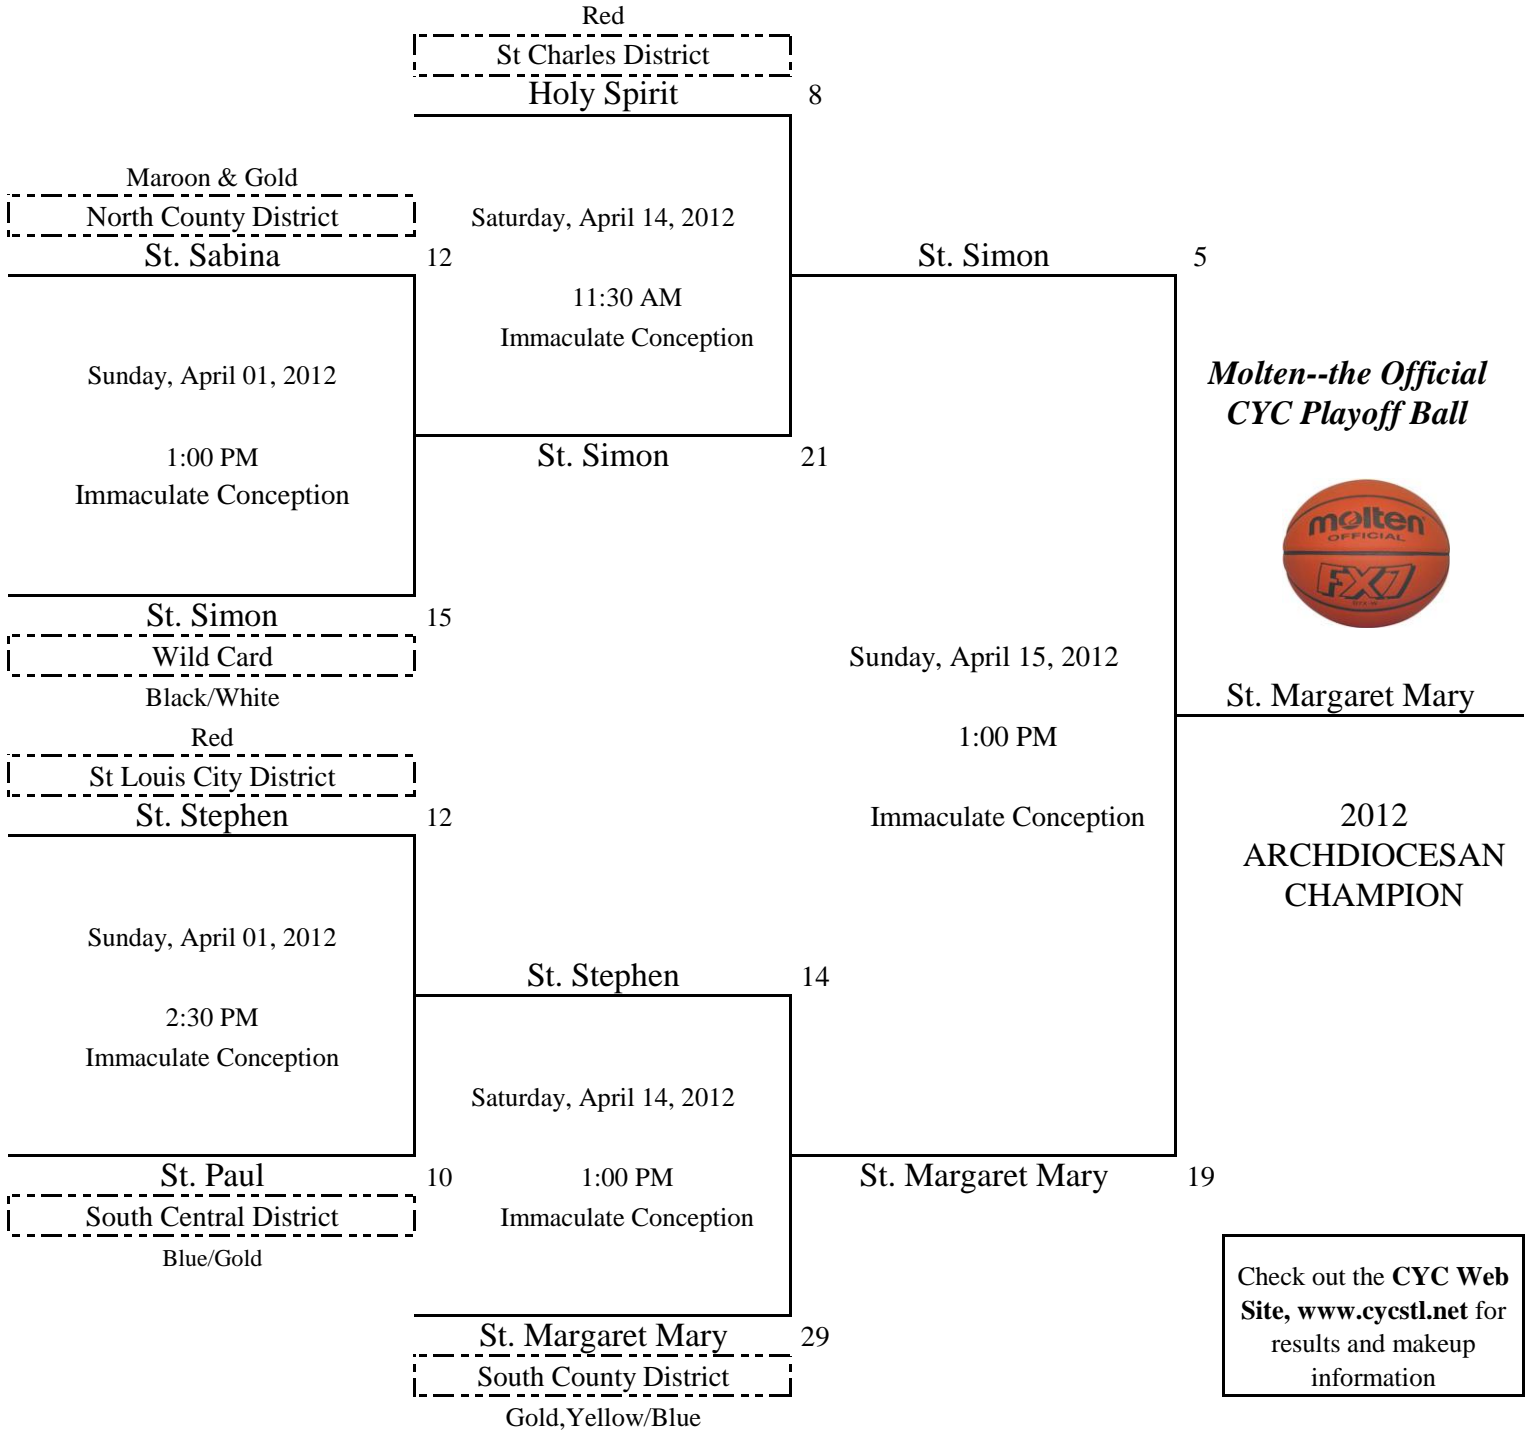 Red
St Charles District
Holy Spirit 8
Maroon & Gold
North County District
St. Sabina 12
Saturday, April 14, 2012
11:30 AM
Immaculate Conception
St. Simon 5
Sunday, April 01, 2012
1:00 PM
Immaculate Conception
St. Simon 21
Molten--the Official
CYC Playoff Ball
molten
OFFICIAL
FX7
St. Simon 15
Wild Card
Black/White
Red
St Louis City District
St. Stephen 12
Sunday, April 15, 2012
1:00 PM
Immaculate Conception
St. Margaret Mary
2012
ARCHDIOCESAN
CHAMPION
Sunday, April 01, 2012
2:30 PM
Immaculate Conception
St. Stephen 14
St. Paul 10
South Central District
Blue/Gold
Saturday, April 14, 2012
1:00 PM
Immaculate Conception
St. Margaret Mary 19
St. Margaret Mary 29
South County District
Gold,Yellow/Blue
Check out the CYC Web
Site, www.cycstl.net for
results and makeup
information